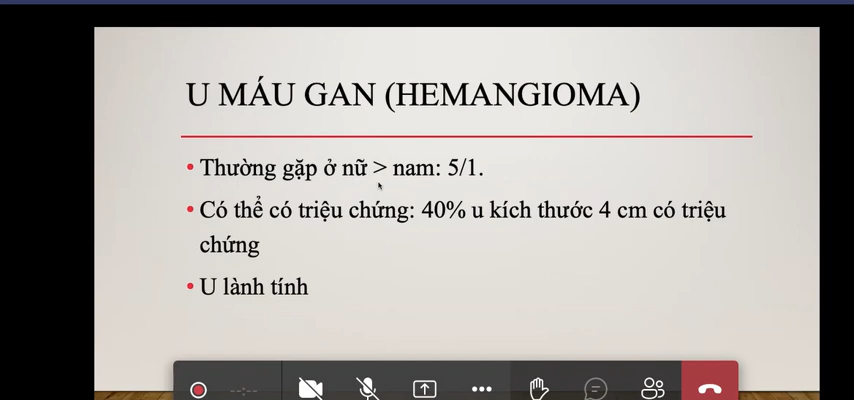 U MÁU GAN (HEMANGIOMA)
• Thường gặp ở nữ > nam: 5/1.
• Có thể có triệu chứng: 40% u kích thước 4 cm có triệu
chứng
• U lành tính
--:--